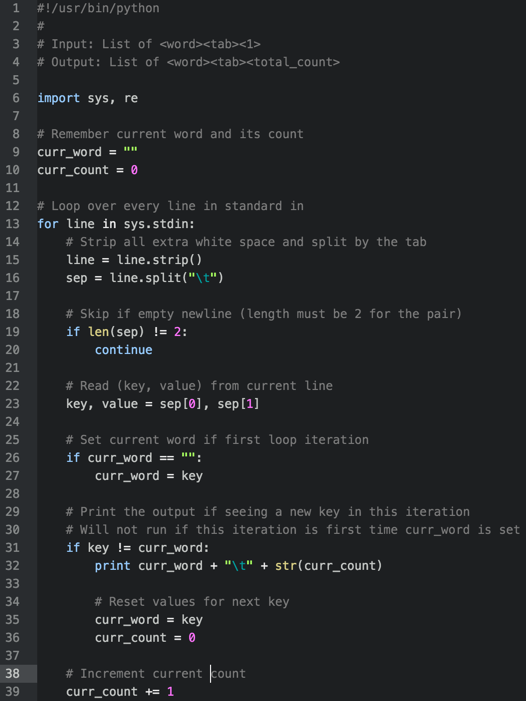 1 #!/usr/bin/python
2 #
3 # Input: List of <word><tab><1>
4 # Output: List of <word><tab><total_count>
5
6 import sys, re
7
8 # Remember current word and its count
9 curr_word = ""
10 curr_count = 0
11
12 # Loop over every line in standard in
13 for line in sys.stdin:
14     # Strip all extra white space and split by the tab
15     line = line.strip()
16     sep = line.split("\t")
17
18     # Skip if empty newline (length must be 2 for the pair)
19     if len(sep) != 2:
20         continue
21
22     # Read (key, value) from current line
23     key, value = sep[0], sep[1]
24
25     # Set current word if first loop iteration
26     if curr_word == "":
27         curr_word = key
28
29     # Print the output if seeing a new key in this iteration
30     # Will not run if this iteration is first time curr_word is set
31     if key != curr_word:
32         print curr_word + "\t" + str(curr_count)
33
34         # Reset values for next key
35         curr_word = key
36         curr_count = 0
37
38     # Increment current count
39     curr_count += 1